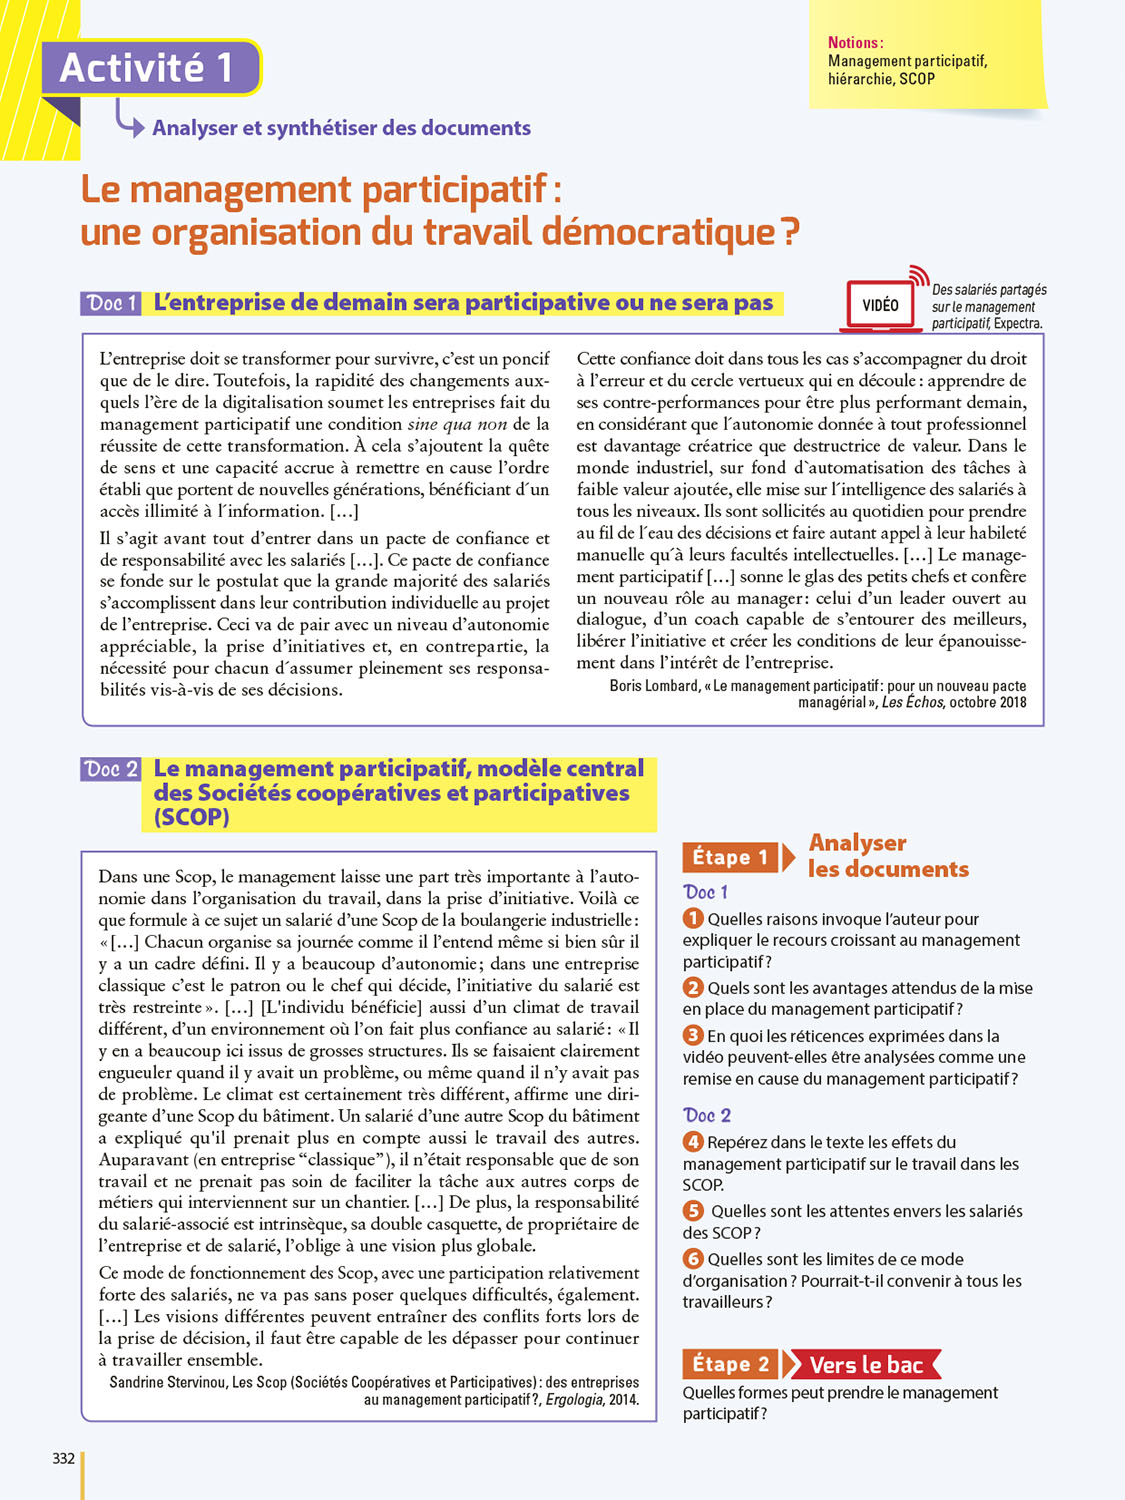 Activité 1
Notions :
Management participatif,
hiérarchie, SCOP
Analyser et synthétiser des documents
Le management participatif :
une organisation du travail démocratique ?
Doc 1 L’entreprise de demain sera participative ou ne sera pas
VIDÉO
Des salariés partagés
sur le management
participatif, Expectra.
L’entreprise doit se transformer pour survivre, c’est un poncif
que de le dire. Toutefois, la rapidité des changements aux-
quels l’ère de la digitalisation soumet les entreprises fait du
management participatif une condition sine qua non de la
réussite de cette transformation. À cela s’ajoutent la quête
de sens et une capacité accrue à remettre en cause l’ordre
établi que portent de nouvelles générations, bénéficiant d´un
accès illimité à l´information. […]
Il s’agit avant tout d’entrer dans un pacte de confiance et
de responsabilité avec les salariés […]. Ce pacte de confiance
se fonde sur le postulat que la grande majorité des salariés
s’accomplissent dans leur contribution individuelle au projet
de l’entreprise. Ceci va de pair avec un niveau d’autonomie
appréciable, la prise d’initiatives et, en contrepartie, la
nécessité pour chacun d´assumer pleinement ses responsa-
bilités vis-à-vis de ses décisions.
Cette confiance doit dans tous les cas s’accompagner du droit
à l’erreur et du cercle vertueux qui en découle : apprendre de
ses contre-performances pour être plus performant demain,
en considérant que l´autonomie donnée à tout professionnel
est davantage créatrice que destructrice de valeur. Dans le
monde industriel, sur fond d`automatisation des tâches à
faible valeur ajoutée, elle mise sur l´intelligence des salariés à
tous les niveaux. Ils sont sollicités au quotidien pour prendre
au fil de l´eau des décisions et faire autant appel à leur habileté
manuelle qu´à leurs facultés intellectuelles. […] Le manage-
ment participatif […] sonne le glas des petits chefs et confère
un nouveau rôle au manager : celui d’un leader ouvert au
dialogue, d’un coach capable de s’entourer des meilleurs,
libérer l’initiative et créer les conditions de leur épanouisse-
ment dans l’intérêt de l’entreprise.
Boris Lombard, « Le management participatif : pour un nouveau pacte
managérial », Les Échos, octobre 2018
Doc 2 Le management participatif, modèle central
des Sociétés coopératives et participatives
(SCOP)
Dans une Scop, le management laisse une part très importante à l’auto-
nomie dans l’organisation du travail, dans la prise d’initiative. Voilà ce
que formule à ce sujet un salarié d’une Scop de la boulangerie industrielle :
« […] Chacun organise sa journée comme il l’entend même si bien sûr il
y a un cadre défini. Il y a beaucoup d’autonomie ; dans une entreprise
classique c’est le patron ou le chef qui décide, l’initiative du salarié est
très restreinte ». […] [L'individu bénéficie] aussi d’un climat de travail
différent, d’un environnement où l’on fait plus confiance au salarié : « Il
y en a beaucoup ici issus de grosses structures. Ils se faisaient clairement
engueuler quand il y avait un problème, ou même quand il n’y avait pas
de problème. Le climat est certainement très différent, affirme une diri-
geante d’une Scop du bâtiment. Un salarié d’une autre Scop du bâtiment
a expliqué qu'il prenait plus en compte aussi le travail des autres.
Auparavant (en entreprise “classique”), il n’était responsable que de son
travail et ne prenait pas soin de faciliter la tâche aux autres corps de
métiers qui interviennent sur un chantier. […] De plus, la responsabilité
du salarié-associé est intrinsèque, sa double casquette, de propriétaire de
l’entreprise et de salarié, l’oblige à une vision plus globale.
Ce mode de fonctionnement des Scop, avec une participation relativement
forte des salariés, ne va pas sans poser quelques difficultés, également.
[…] Les visions différentes peuvent entraîner des conflits forts lors de
la prise de décision, il faut être capable de les dépasser pour continuer
à travailler ensemble.
Sandrine Stervinou, Les Scop (Sociétés Coopératives et Participatives) : des entreprises
au management participatif ?, Ergologia, 2014.
Étape 1 Analyser
les documents
Doc 1
1 Quelles raisons invoque l’auteur pour
expliquer le recours croissant au management
participatif ?
2 Quels sont les avantages attendus de la mise
en place du management participatif ?
3 En quoi les réticences exprimées dans la
vidéo peuvent-elles être analysées comme une
remise en cause du management participatif ?
Doc 2
4 Repérez dans le texte les effets du
management participatif sur le travail dans les
SCOP.
5 Quelles sont les attentes envers les salariés
des SCOP ?
6 Quelles sont les limites de ce mode
d’organisation ? Pourrait-t-il convenir à tous les
travailleurs ?
Étape 2 Vers le bac
Quelles formes peut prendre le management
participatif ?
332